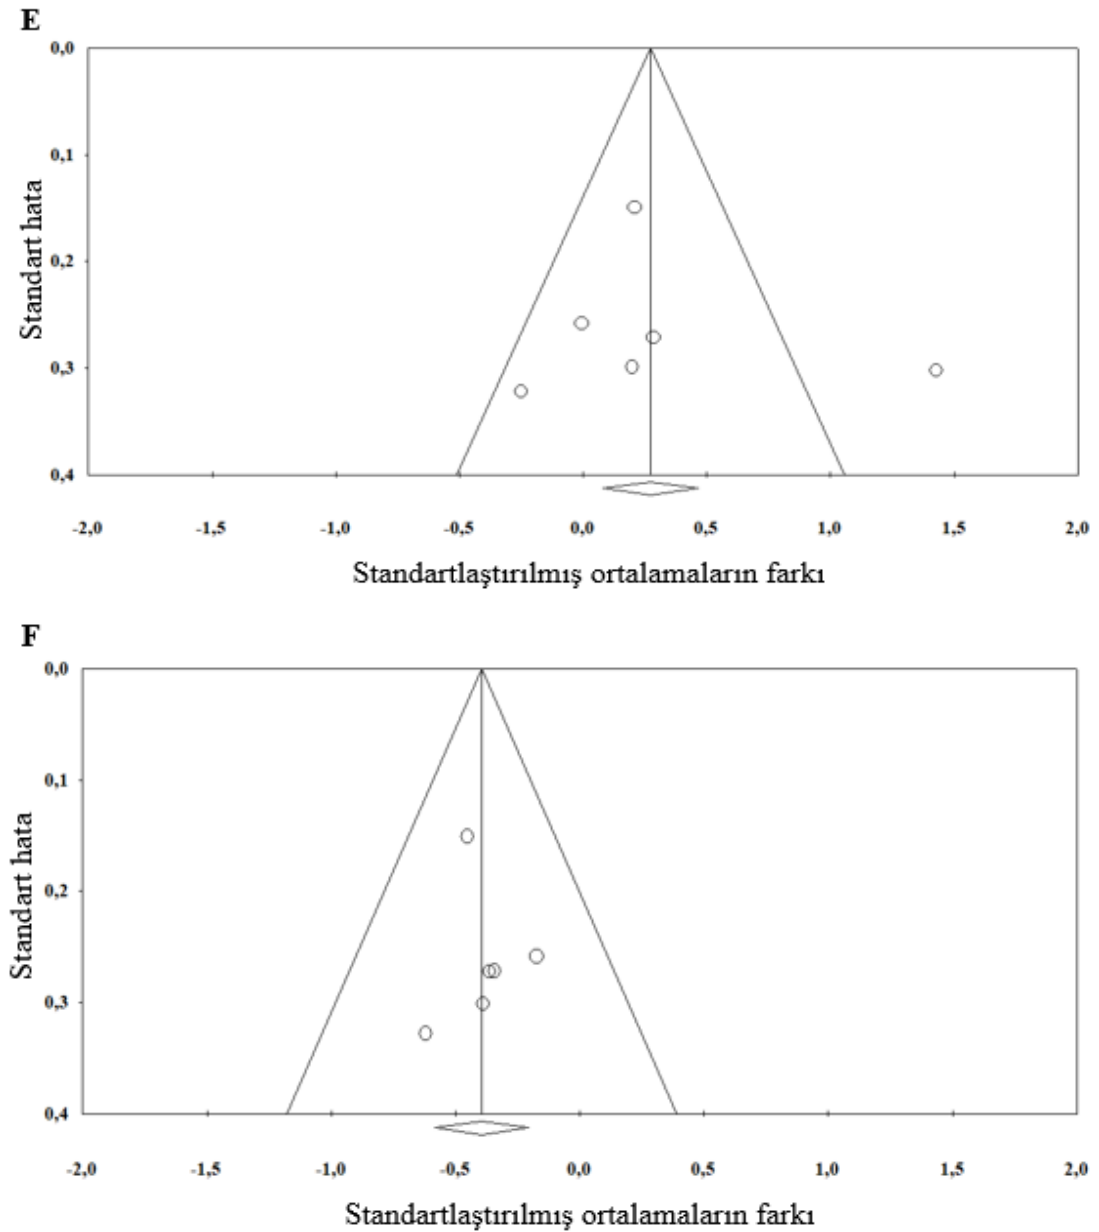 E
0,0
0,1
0,2
0,3
0,4
Standart hata
-2,0 -1,5 -1,0 -0,5 0,0 0,5 1,0 1,5 2,0
Standartlaştırılmış ortalamaların farkı
F
0,0
0,1
0,2
0,3
0,4
Standart hata
-2,0 -1,5 -1,0 -0,5 0,0 0,5 1,0 1,5 2,0
Standartlaştırılmış ortalamaların farkı